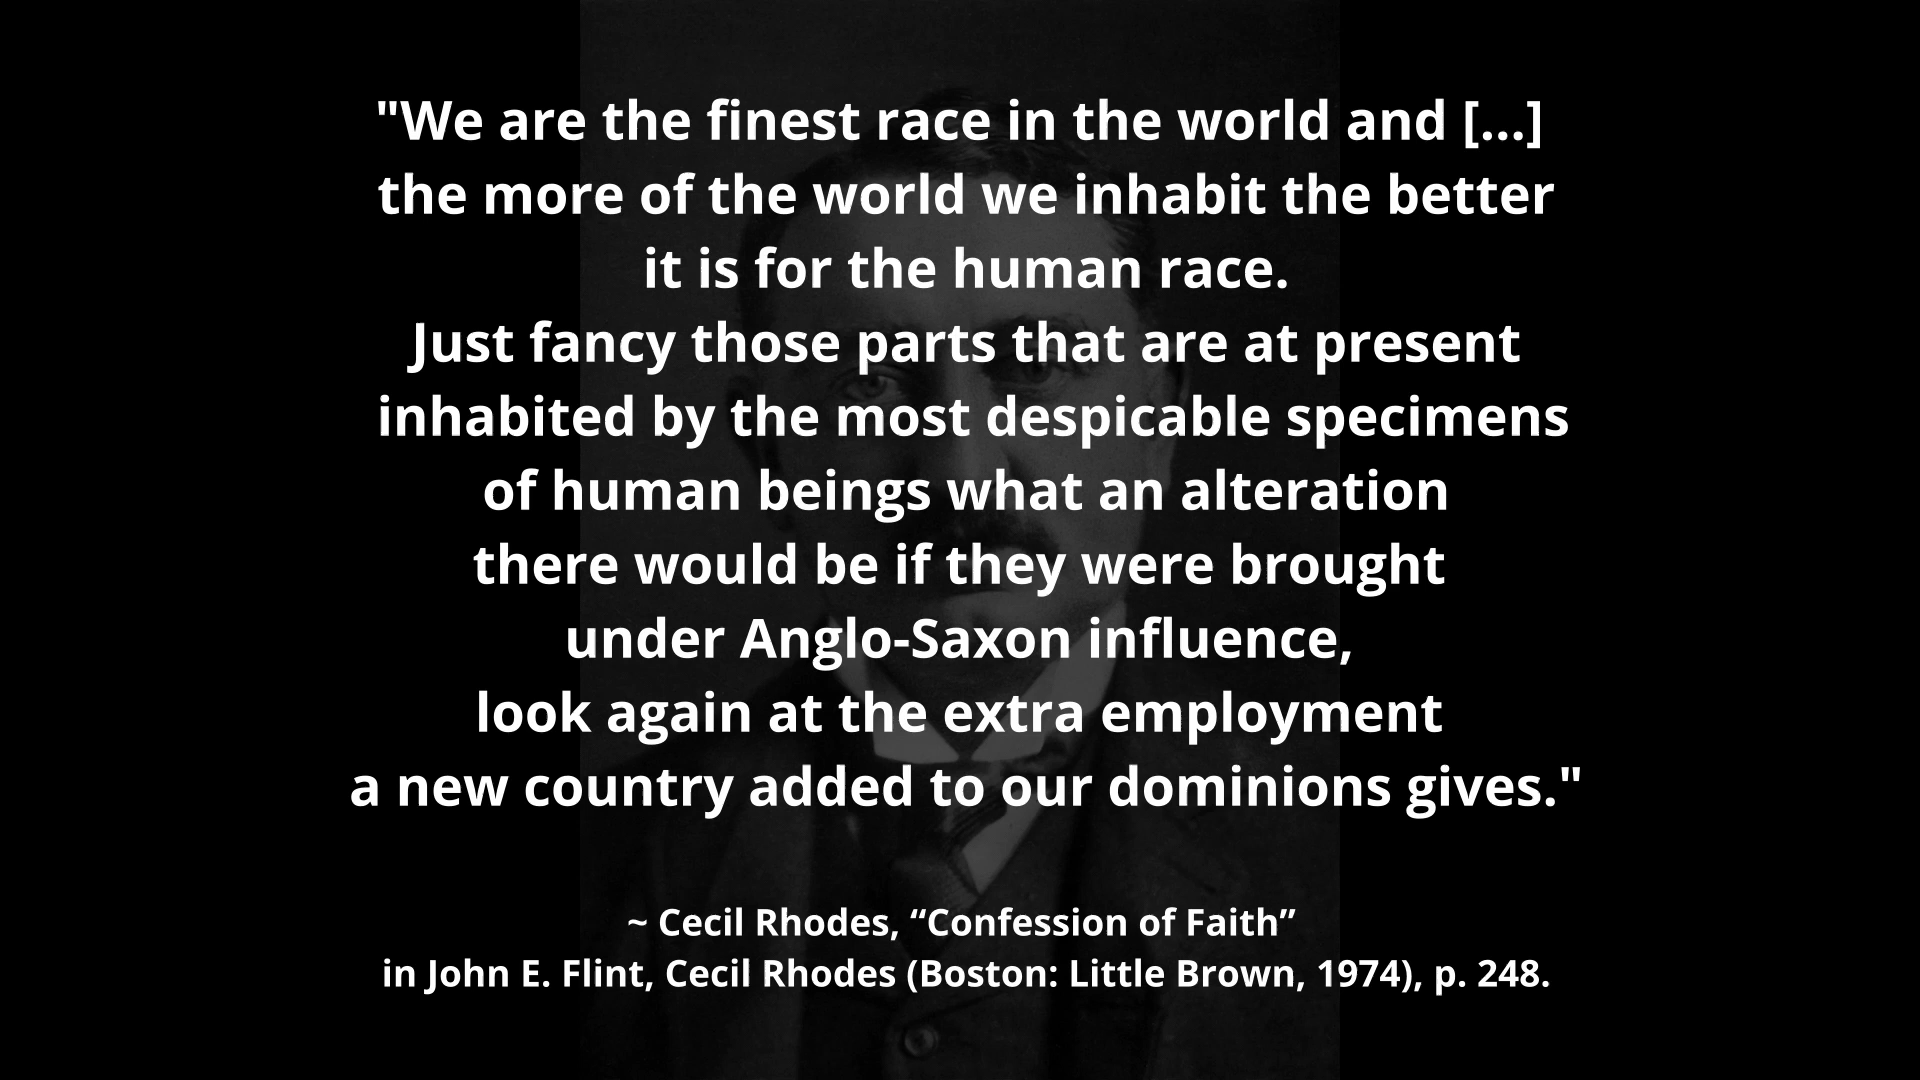 "We are the finest race in the world and [...]
the more of the world we inhabit the better
it is for the human race.
Just fancy those parts that are at present
inhabited by the most despicable specimens
of human beings what an alteration
there would be if they were brought
under Anglo-Saxon influence,
look again at the extra employment
a new country added to our dominions gives."
~ Cecil Rhodes, “Confession of Faith”
in John E. Flint, Cecil Rhodes (Boston: Little Brown, 1974), p. 248.